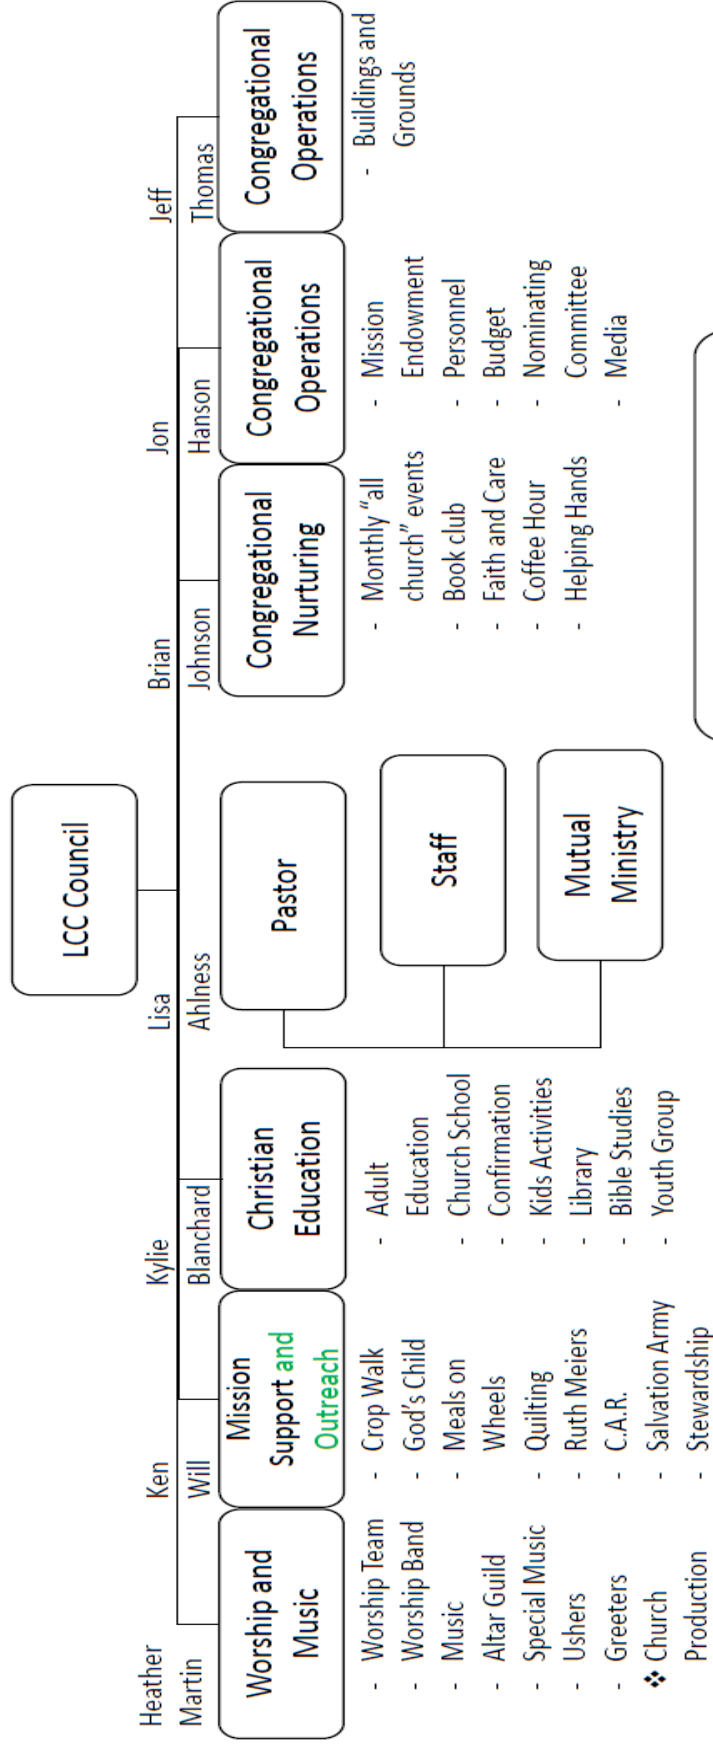 LCC Council
Heather
Martin
Ken
Will
Kylie
Blanchard
Lisa
Ahlness
Brian
Johnson
Jon
Hanson
Jeff
Thomas
Worship and
Music
- Worship Team
- Worship Band
- Music
- Altar Guild
- Special Music
- Ushers
- Greeters
❖ Church
Production
Mission
Support and
Outreach
- Crop Walk
- God's Child
- Meals on
Wheels
- Quilting
- Ruth Meiers
- C.A.R.
- Salvation Army
- Stewardship
Christian
Education
- Adult
Education
- Church School
- Confirmation
- Kids Activities
- Library
- Bible Studies
- Youth Group
Pastor
Staff
Mutual
Ministry
Congregational
Nurturing
- Monthly “all
church” events
- Book club
- Faith and Care
- Coffee Hour
- Helping Hands
Congregational
Operations
- Mission
Endowment
- Personnel
- Budget
- Nominating
Committee
- Media
Congregational
Operations
- Buildings and
Grounds